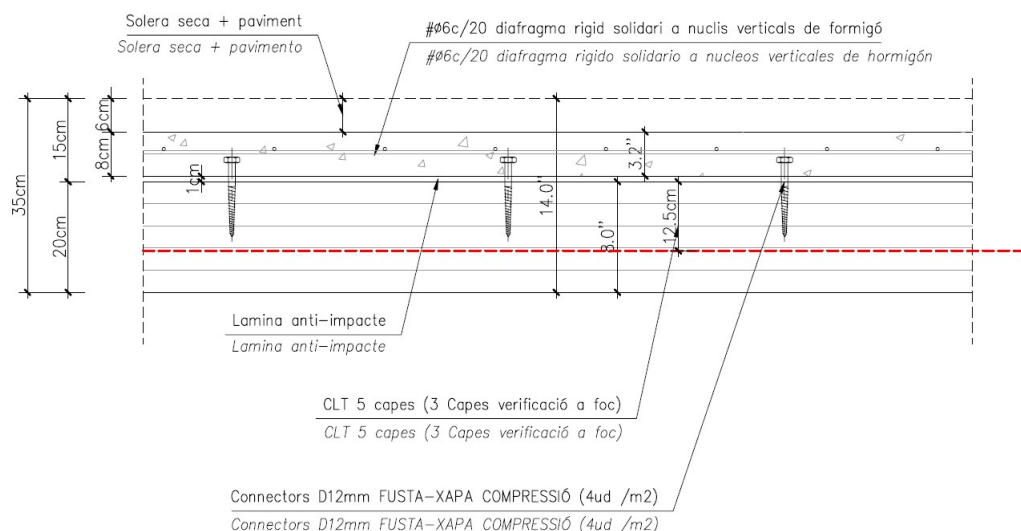 Solera seca + paviment
Solera seca + pavimento
#Ø6c/20 diafragma rigid solidari a nuclis verticals de formigó
#Ø6c/20 diafragma rigido solidario a nucleos verticales de hormigón
6cm
15cm
8cm
1cm
35cm
20cm
3.2"
14.0"
8.0"
12.5cm
Lamina anti-impacte
Lamina anti-impacte
CLT 5 capes (3 Capes verificació a foc)
CLT 5 capes (3 Capes verificació a foc)
Connectors D12mm FUSTA-XAPA COMPRESSIÓ (4ud /m2)
Connectors D12mm FUSTA-XAPA COMPRESSIÓ (4ud /m2)